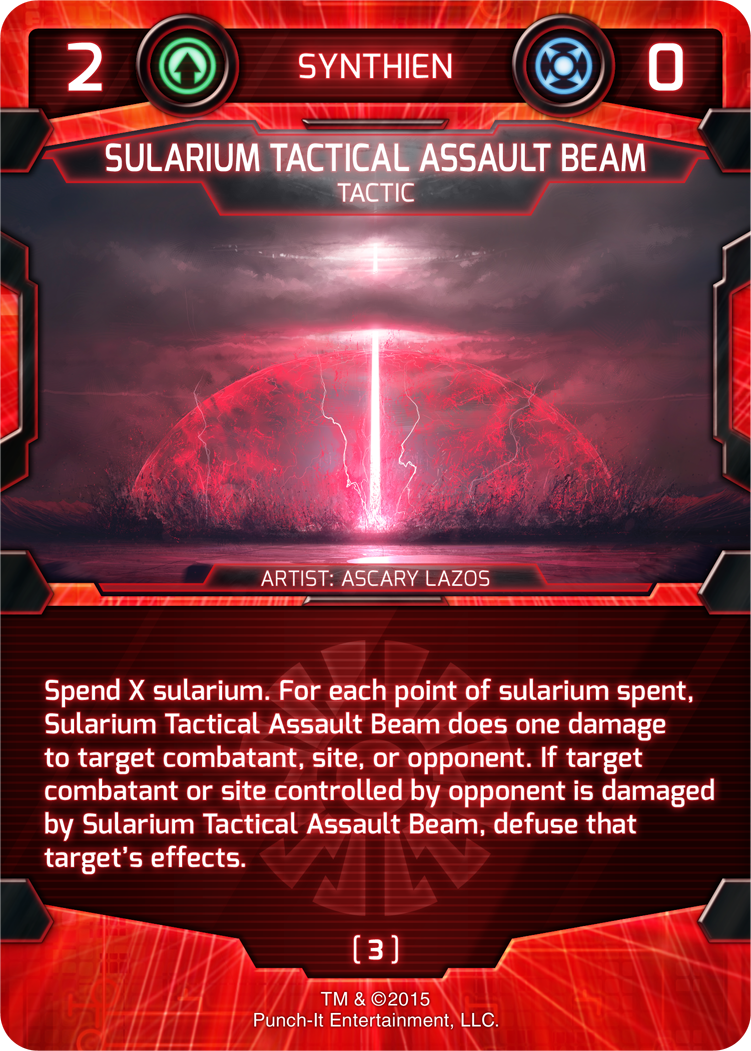 2 SYNTHIEN 0
SULARIUM TACTICAL ASSAULT BEAM
TACTIC
ARTIST: ASCARY LAZOS
Spend X sularium. For each point of sularium spent,
Sularium Tactical Assault Beam does one damage
to target combatant, site, or opponent. If target
combatant or site controlled by opponent is damaged
by Sularium Tactical Assault Beam, defuse that
target's effects.
[ 3 ]
TM & ©2015
Punch-It Entertainment, LLC.